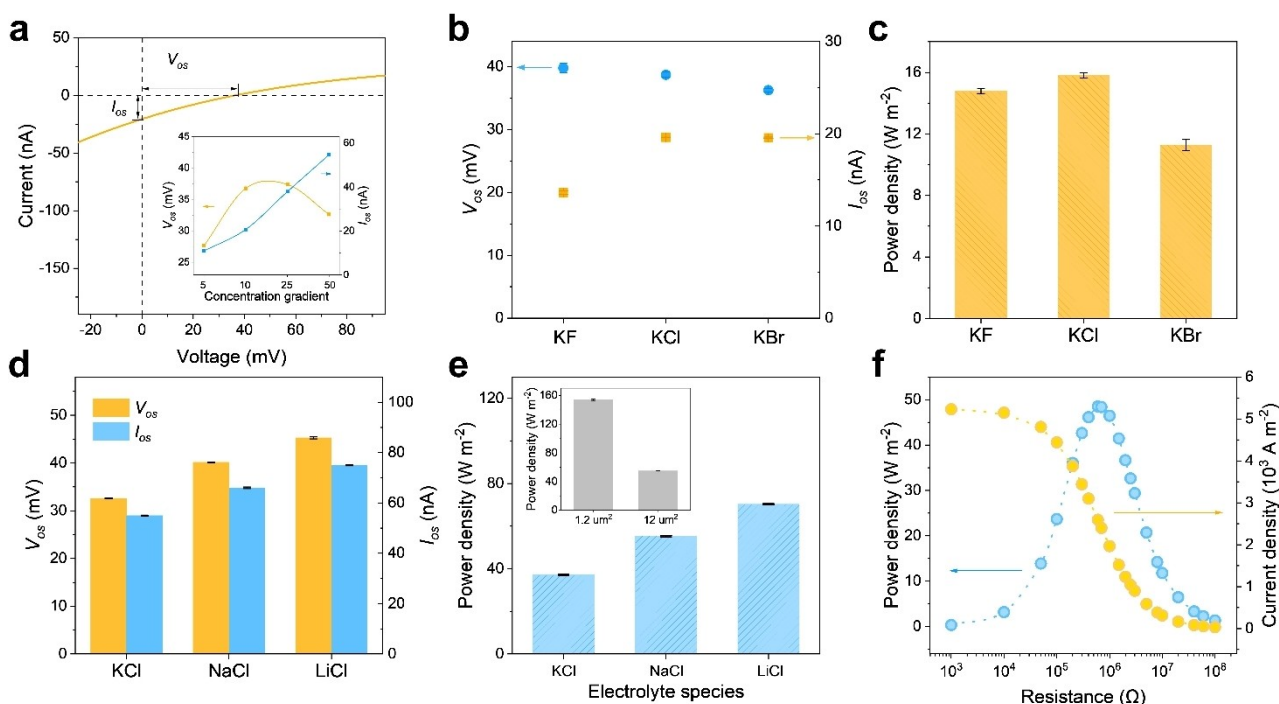 a
Current (nA)
50
0
-50
-100
-150
-20 0 20 40 60 80
Voltage (mV)
Vos
Ios
Vos (mV)
45
40
35
30
25
60
40
20
0
Ios (nA)
5 10 25 50
Concentration gradient
b
Vos (mV)
40
30
20
10
0
30
20
10
0
Ios (nA)
KF KCl KBr
c
Power density (W m-2)
16
12
8
4
0
KF KCl KBr
d
Vos
Ios
Vos (mV)
50
40
30
20
10
0
100
80
60
40
20
0
Ios (nA)
KCl NaCl LiCl
e
Power density (W m-2)
120
80
40
0
Power density (W m-2)
160
120
80
40
0
1.2 um2 12 um2
KCl NaCl LiCl
Electrolyte species
f
Power density (W m-2)
50
40
30
20
10
0
6
5
4
3
2
1
0
Current density (10³ A m-2)
10³ 10⁴ 10⁵ 10⁶ 10⁷ 10⁸
Resistance (Ω)